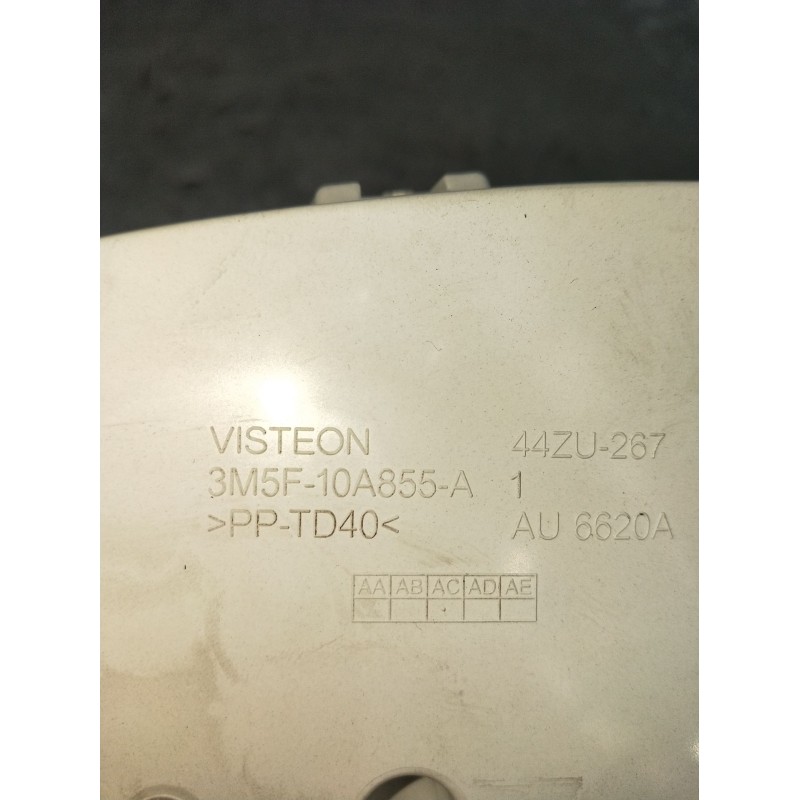 VISTEON 44ZU-267
3M5F-10A855-A 1
>PP-TD40< AU 6620A
AA AB AC AD AE